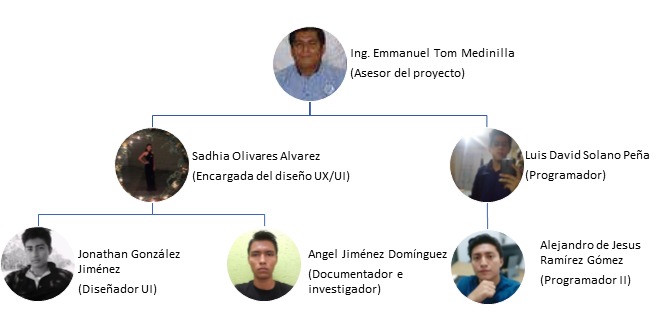 Ing. Emmanuel Tom Medinilla
(Asesor del proyecto)
Sadhia Olivares Alvarez
(Encargada del diseño UX/UI)
Luis David Solano Peña
(Programador)
Jonathan González
Jiménez
(Diseñador UI)
Angel Jiménez Domínguez
(Documentador e
investigador)
Alejandro de Jesus
Ramírez Gómez
(Programador II)